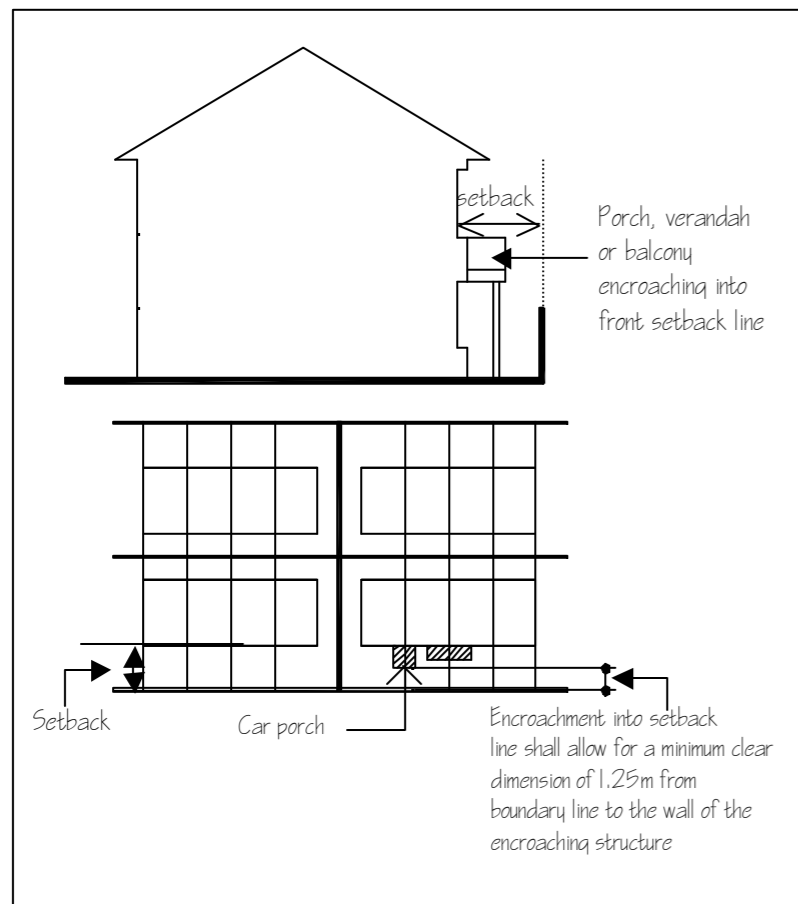 setback
Porch, verandah
or balcony
encroaching into
front setback line
Setback
Car porch
Encroachment into setback
line shall allow for a minimum clear
dimension of 1.25m from
boundary line to the wall of the
encroaching structure